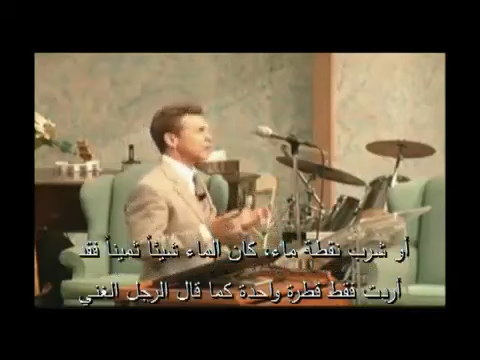 أو شرب نقطة ماء، كان الماء شيئاً ثميناً فقد
أردت فقط قطرة واحدة كما قال الرجل الغني